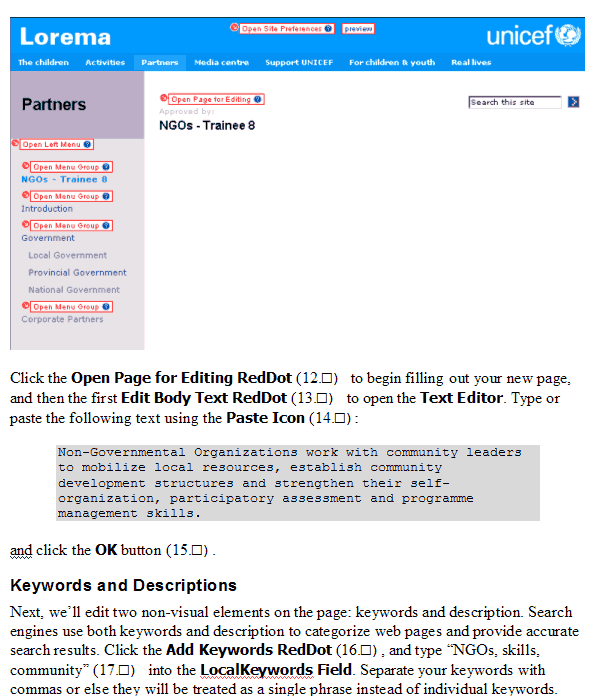 Lorema
Open Site Preferences
preview
unicef
The children Activities Partners Media centre Support UNICEF For children & youth Real lives
Partners
Open Page for Editing
Search this site
Approved by:
NGOs - Trainee 8
Open Left Menu
Open Menu Group
NGOs - Trainee 8
Open Menu Group
Introduction
Open Menu Group
Government
Local Government
Provincial Government
National Government
Open Menu Group
Corporate Partners
Click the Open Page for Editing RedDot (12.□) to begin filling out your new page,
and then the first Edit Body Text RedDot (13.□) to open the Text Editor. Type or
paste the following text using the Paste Icon (14.□):
Non-Governmental Organizations work with community leaders
to mobilize local resources, establish community
development structures and strengthen their self-
organization, participatory assessment and programme
management skills.
and click the OK button (15.□) .
Keywords and Descriptions
Next, we’ll edit two non-visual elements on the page: keywords and description. Search
engines use both keywords and description to categorize web pages and provide accurate
search results. Click the Add Keywords RedDot (16.□) , and type “NGOs, skills,
community” (17.□) into the LocalKeywords Field. Separate your keywords with
commas or else they will be treated as a single phrase instead of individual keywords.